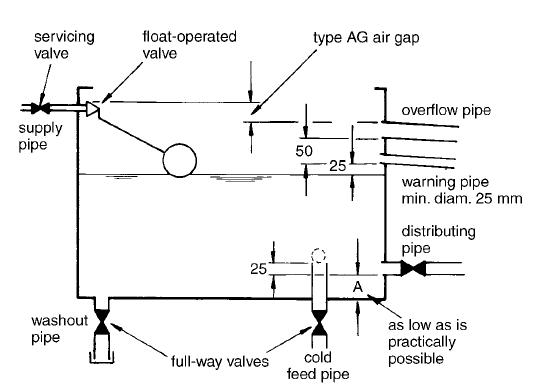 servicing
valve
float-operated
valve
type AG air gap
supply
pipe
overflow pipe
50
25
warning pipe
min. diam. 25 mm
distributing
pipe
25
A
washout
pipe
full-way valves
cold
feed pipe
as low as is
practically
possible